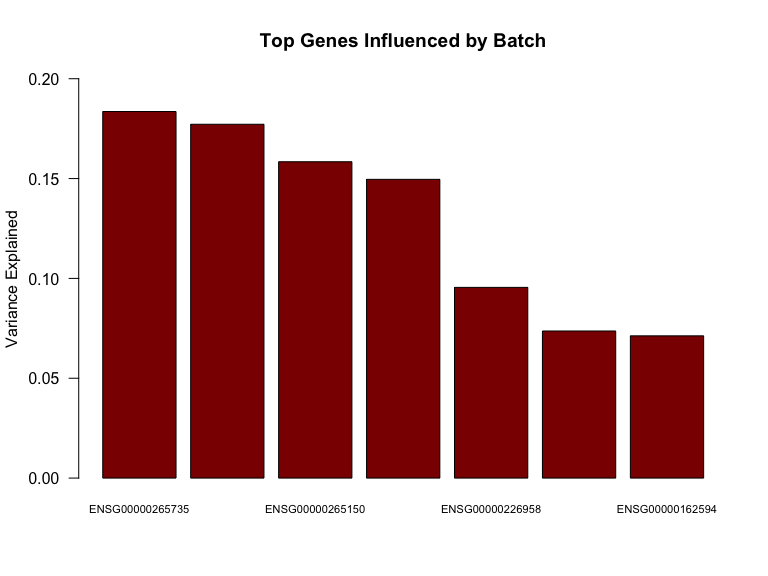 Top Genes Influenced by Batch
Variance Explained
0.20
0.15
0.10
0.05
0.00
ENSG00000265735 ENSG00000265150 ENSG00000226958 ENSG00000162594